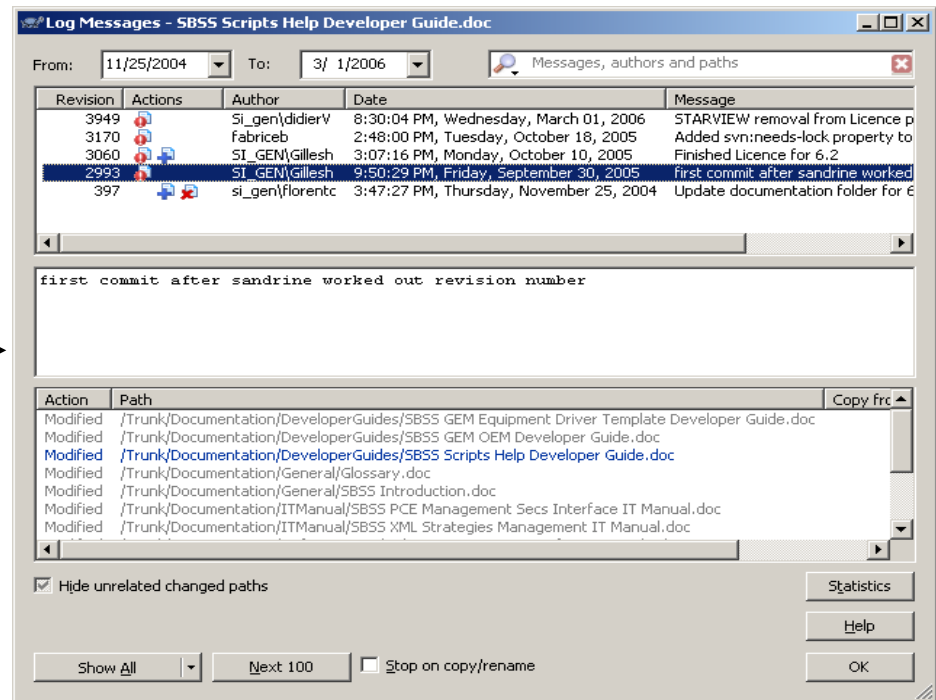 Log Messages - SBSS Scripts Help Developer Guide.doc
From: 11/25/2004 To: 3/ 1/2006 Messages, authors and paths
Revision Actions Author Date Message
3949 Si_gen\didierV 8:30:04 PM, Wednesday, March 01, 2006 STARVIEW removal from Licence p
3170 fabriceb 2:48:00 PM, Tuesday, October 18, 2005 Added svn:needs-lock property to
3060 SI_GEN\Gillesh 3:07:16 PM, Monday, October 10, 2005 Finished Licence for 6.2
2993 SI_GEN\Gillesh 9:50:29 PM, Friday, September 30, 2005 first commit after sandrine worked
397 si_gen\florentc 3:47:27 PM, Thursday, November 25, 2004 Update documentation folder for 6
first commit after sandrine worked out revision number
Action Path Copy frc
Modified /Trunk/Documentation/DeveloperGuides/SBSS GEM Equipment Driver Template Developer Guide.doc
Modified /Trunk/Documentation/DeveloperGuides/SBSS GEM OEM Developer Guide.doc
Modified /Trunk/Documentation/DeveloperGuides/SBSS Scripts Help Developer Guide.doc
Modified /Trunk/Documentation/General/Glossary.doc
Modified /Trunk/Documentation/General/SBSS Introduction.doc
Modified /Trunk/Documentation/ITManual/SBSS PCE Management Secs Interface IT Manual.doc
Modified /Trunk/Documentation/ITManual/SBSS XML Strategies Management IT Manual.doc
Hide unrelated changed paths
Statistics
Help
Show All Next 100 Stop on copy/rename OK